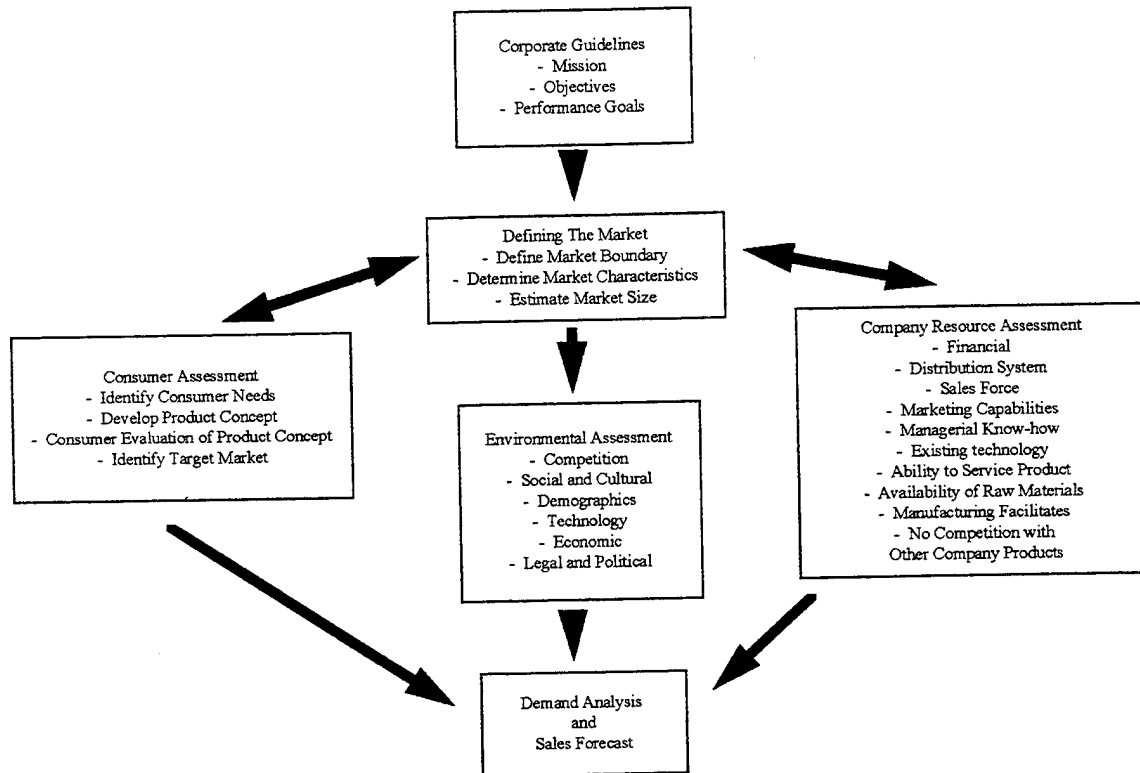 Corporate Guidelines
- Mission
- Objectives
- Performance Goals
Defining The Market
- Define Market Boundary
- Determine Market Characteristics
- Estimate Market Size
Consumer Assessment
- Identify Consumer Needs
- Develop Product Concept
- Consumer Evaluation of Product Concept
- Identify Target Market
Environmental Assessment
- Competition
- Social and Cultural
- Demographics
- Technology
- Economic
- Legal and Political
Company Resource Assessment
- Financial
- Distribution System
- Sales Force
- Marketing Capabilities
- Managerial Know-how
- Existing technology
- Ability to Service Product
- Availability of Raw Materials
- Manufacturing Facilitates
- No Competition with
Other Company Products
Demand Analysis
and
Sales Forecast